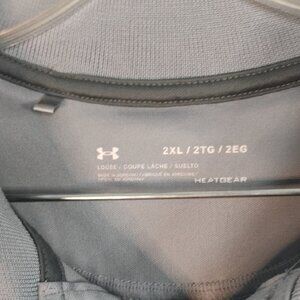 2XL / 2TG / 2EG
LOOSE / COUPE LÂCHE / SUELTO
HEATGEAR